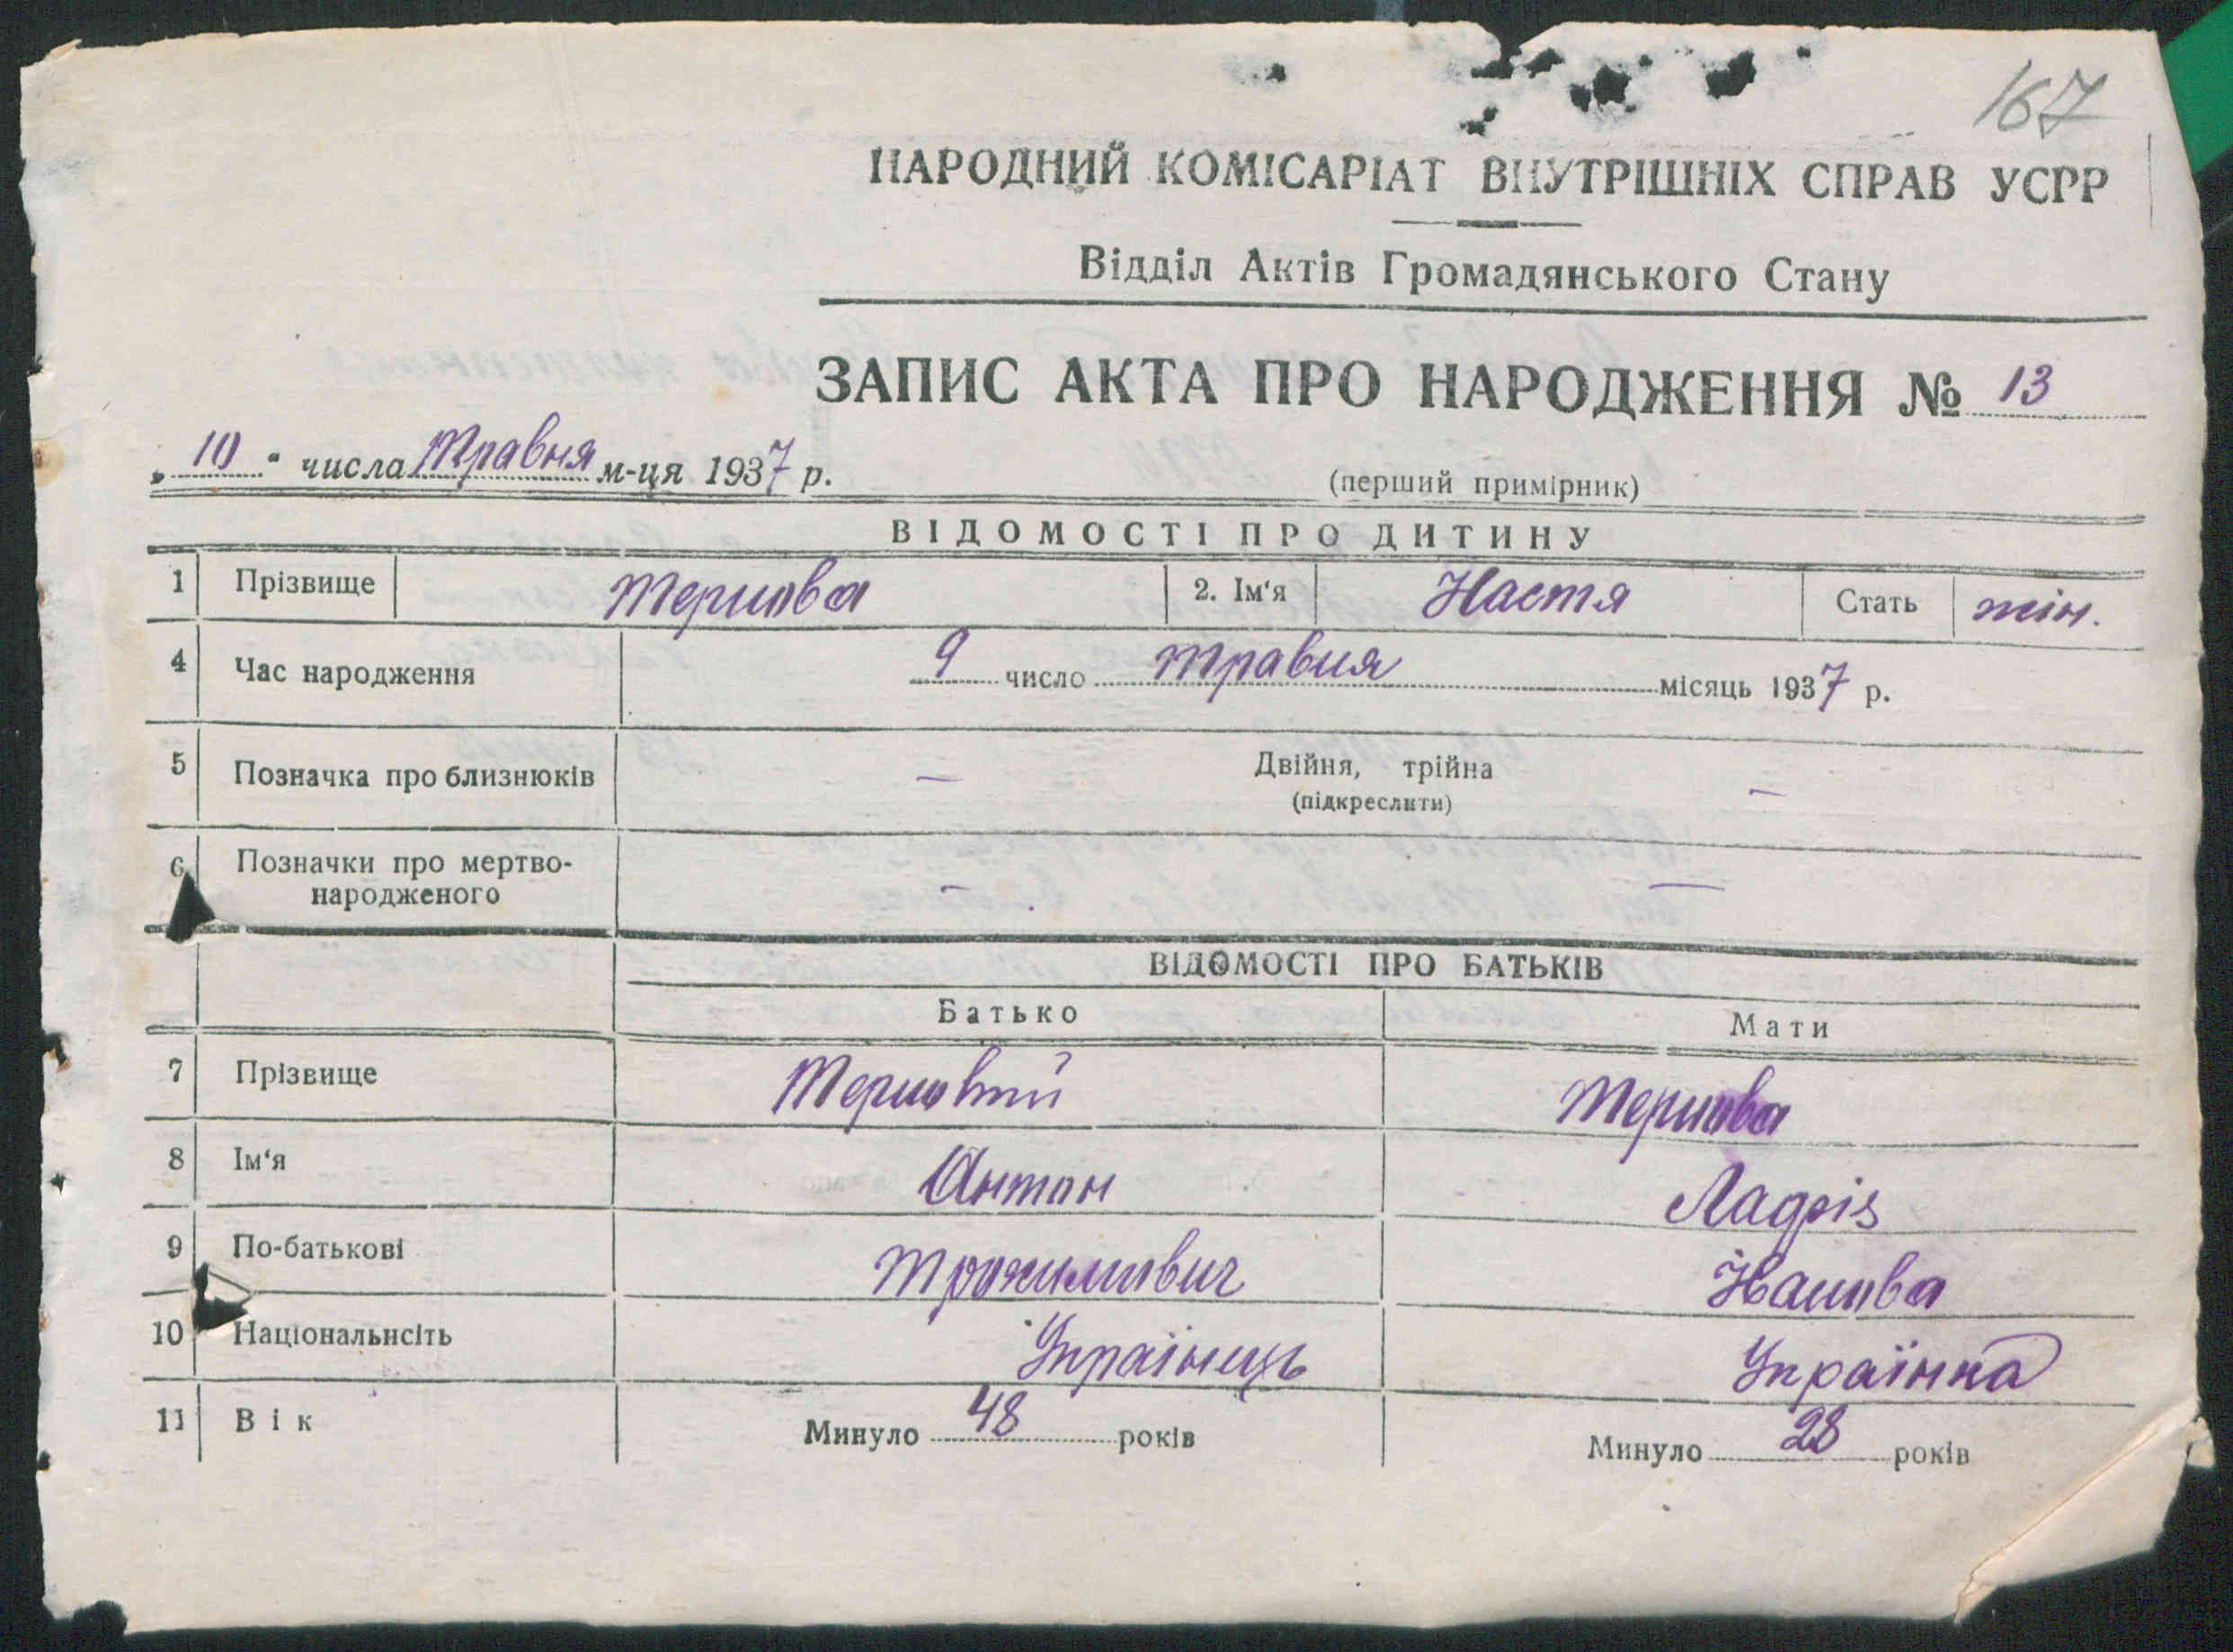 167
НАРОДНИЙ КОМІСАРІАТ ВНУТРІШНІХ СПРАВ УСРР
Відділ Актів Громадянського Стану
ЗАПИС АКТА ПРО НАРОДЖЕННЯ № 13
„ 10 " числа Травня м-ця 1937 р.
(перший примірник)
ВІДОМОСТІ ПРО ДИТИНУ
1 Прізвище Тернова 2. Ім'я Настя Стать жін.
4 Час народження 9 число травня місяць 1937 р.
5 Позначка про близнюків — Двійня, трійна —
(підкреслити)
6 Позначки про мертво-
народженого — —
ВІДОМОСТІ ПРО БАТЬКІВ
Батько Мати
7 Прізвище Терновий Тернова
8 Ім'я Антон
9 По-батькові
10 Національнсіть Українець Українка
11 Вік Минуло 48 років Минуло 28 років